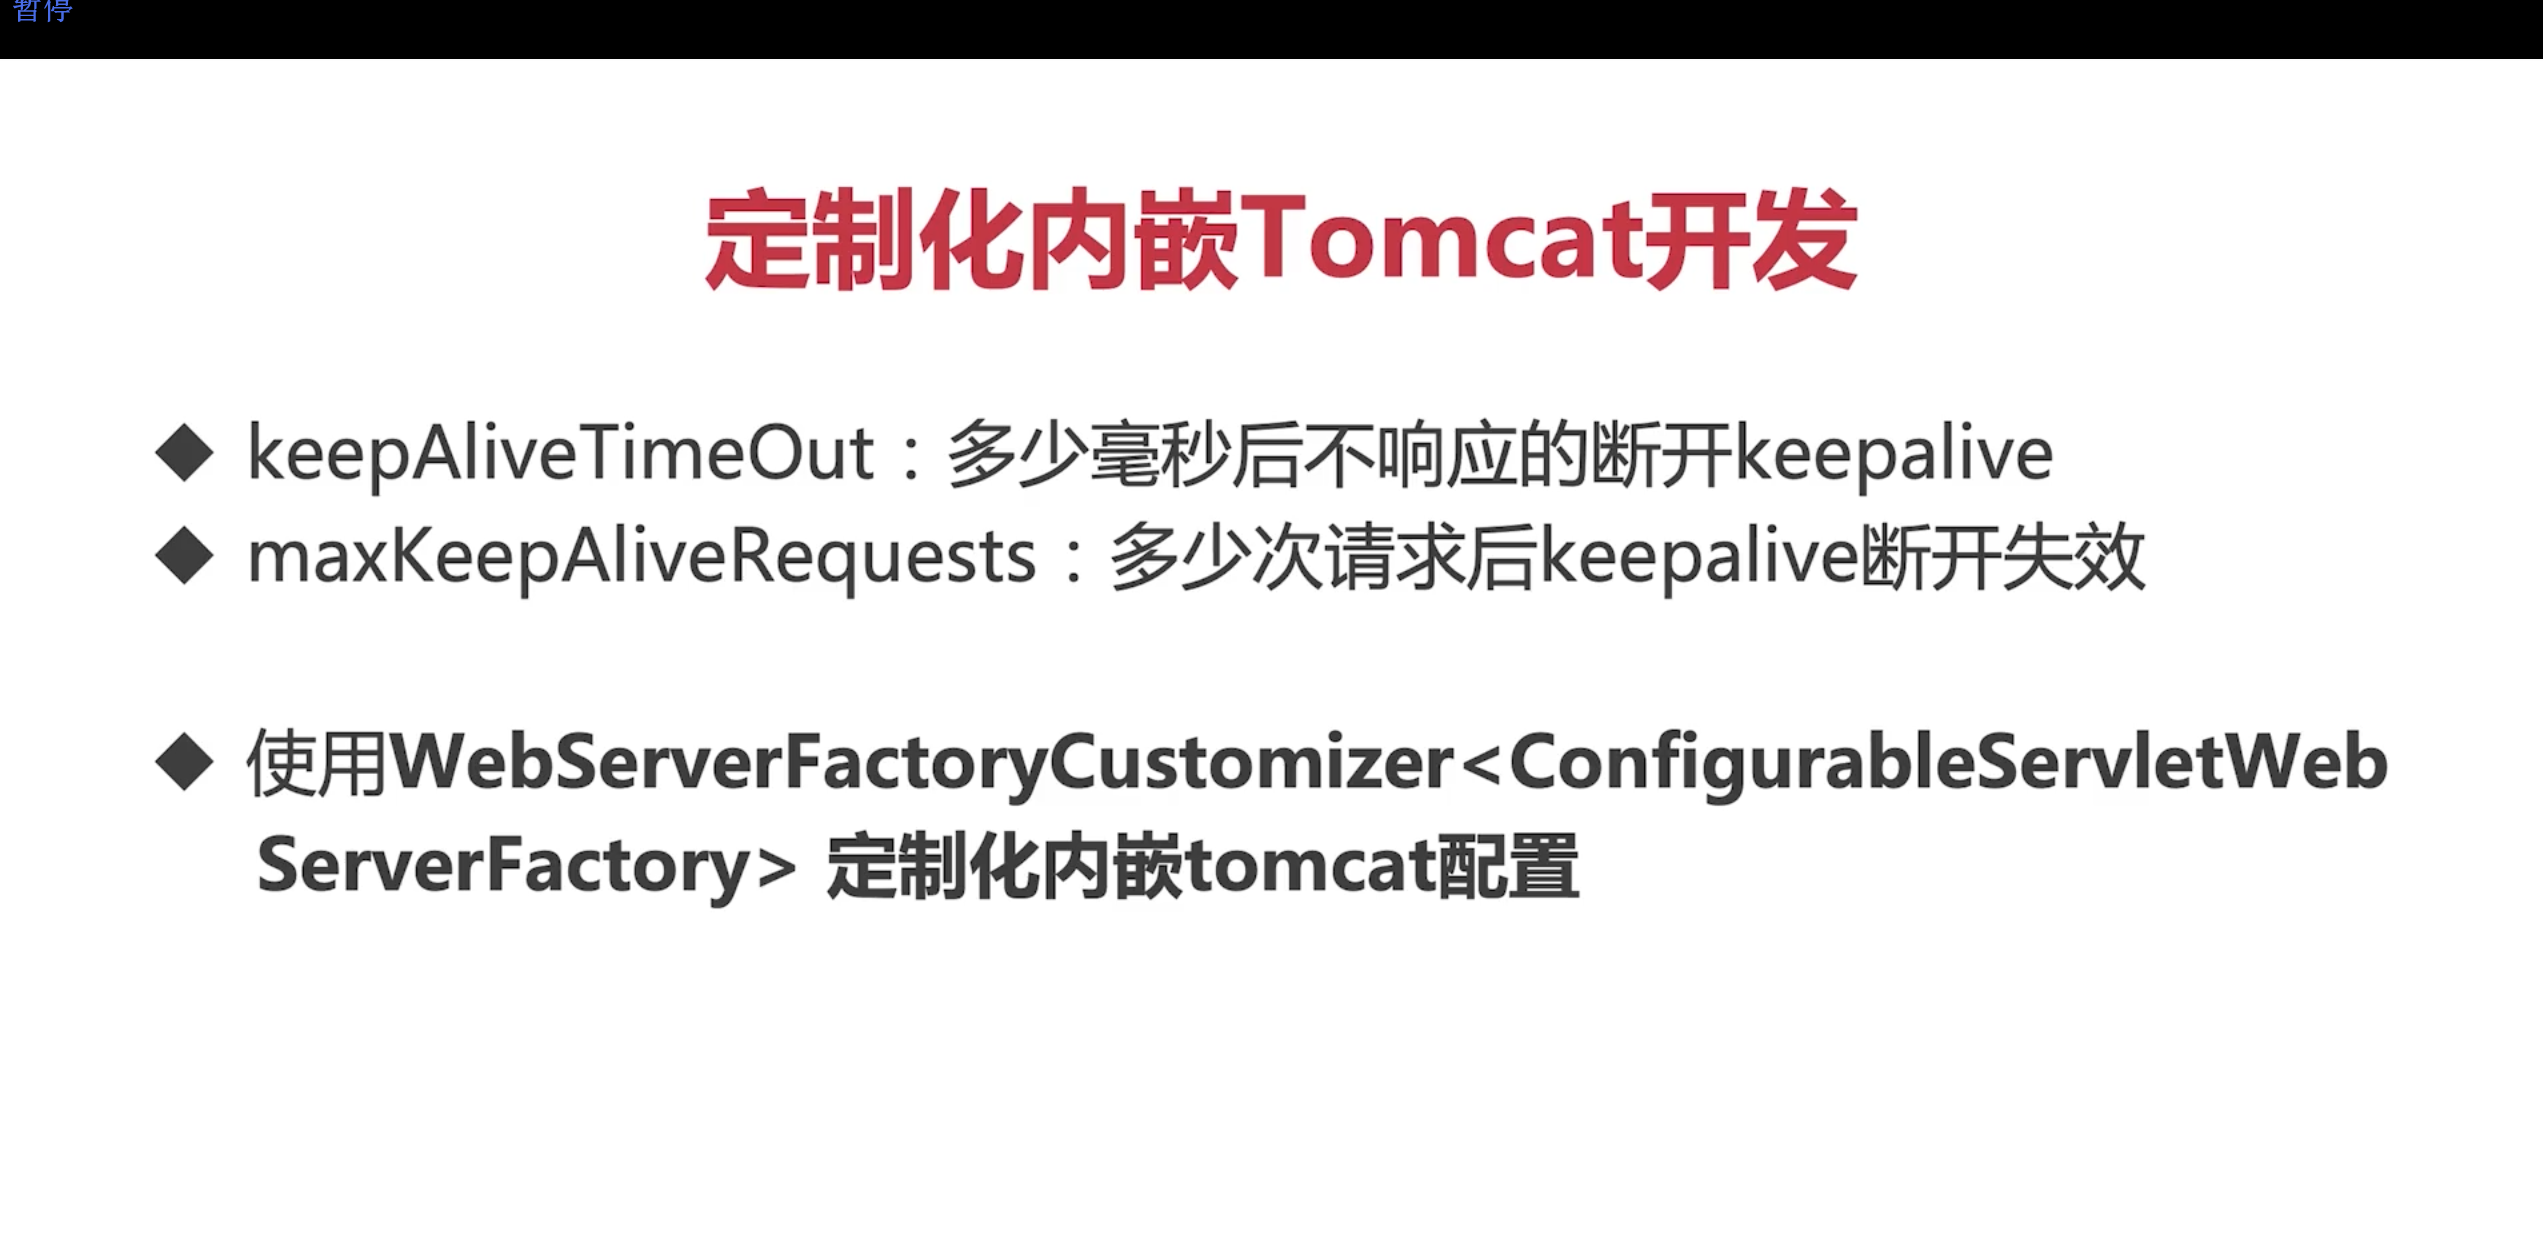 暂停
定制化内嵌Tomcat开发
◆ keepAliveTimeOut：多少毫秒后不响应的断开keepalive
◆ maxKeepAliveRequests：多少次请求后keepalive断开失效
◆ 使用WebServerFactoryCustomizer<ConfigurableServletWeb
ServerFactory> 定制化内嵌tomcat配置